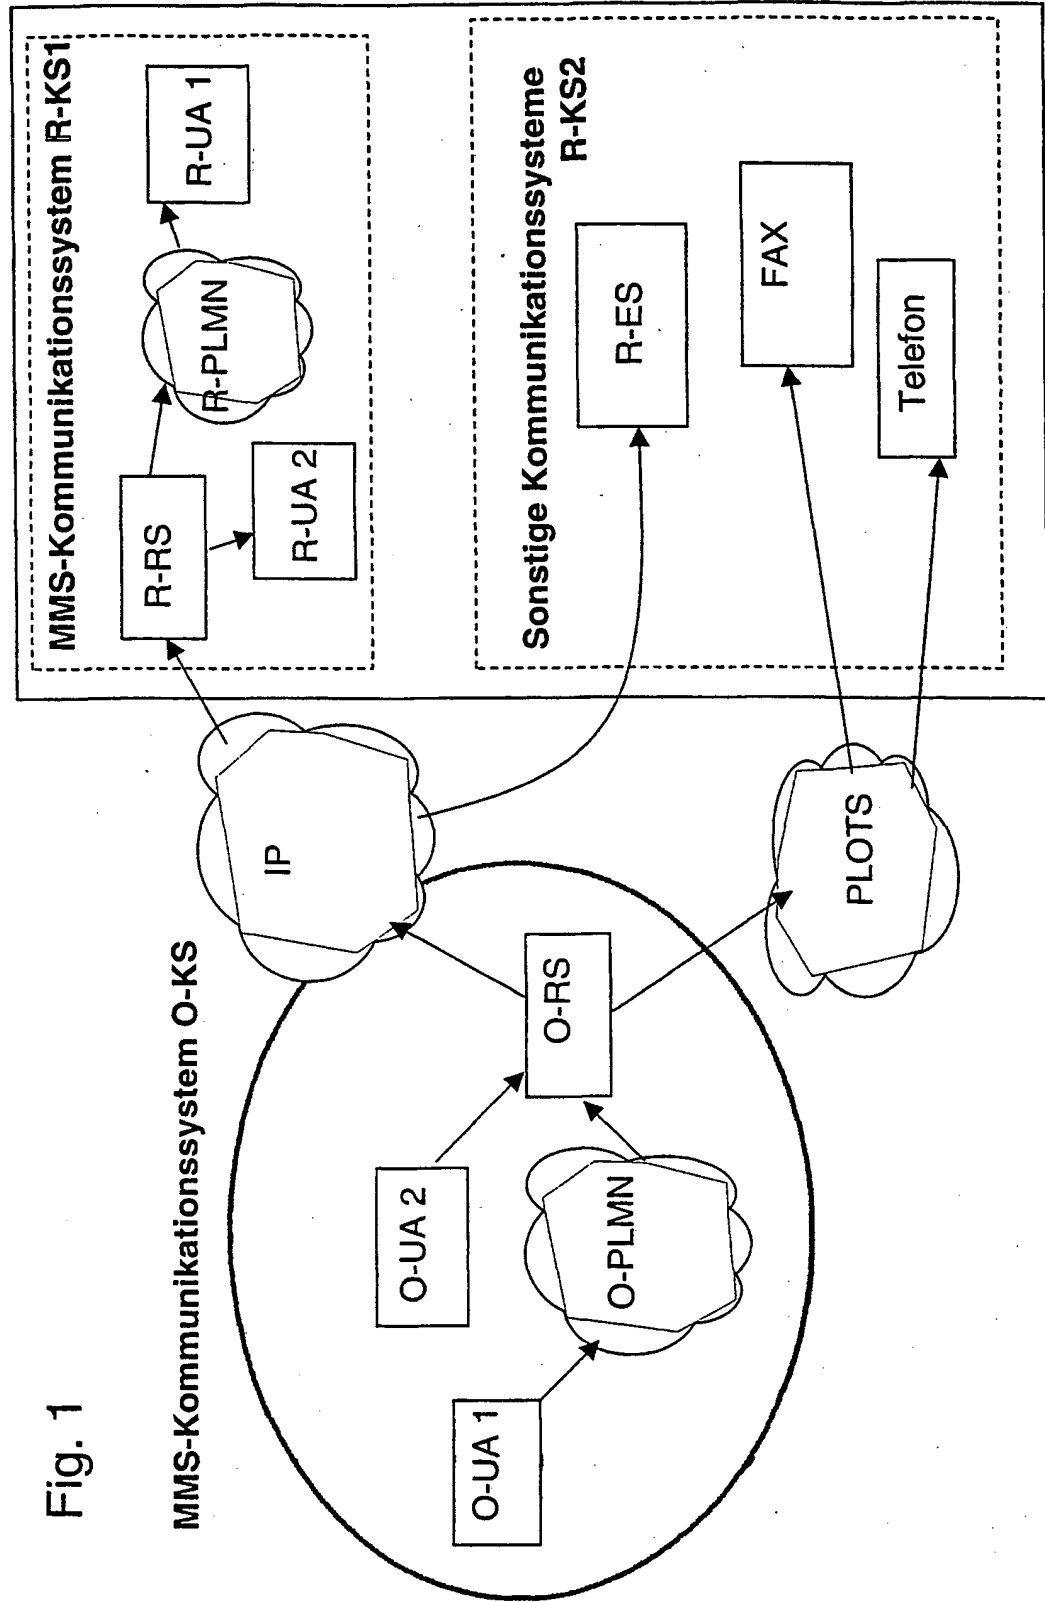 Fig. 1
MMS-Kommunikationssystem O-KS
O-UA 1
O-UA 2
O-PLMN
O-RS
IP
PLOTS
MMS-Kommunikationssystem R-KS1
R-RS
R-UA 2
R-PLMN
R-UA 1
Sonstige Kommunikationssysteme
R-KS2
R-ES
FAX
Telefon